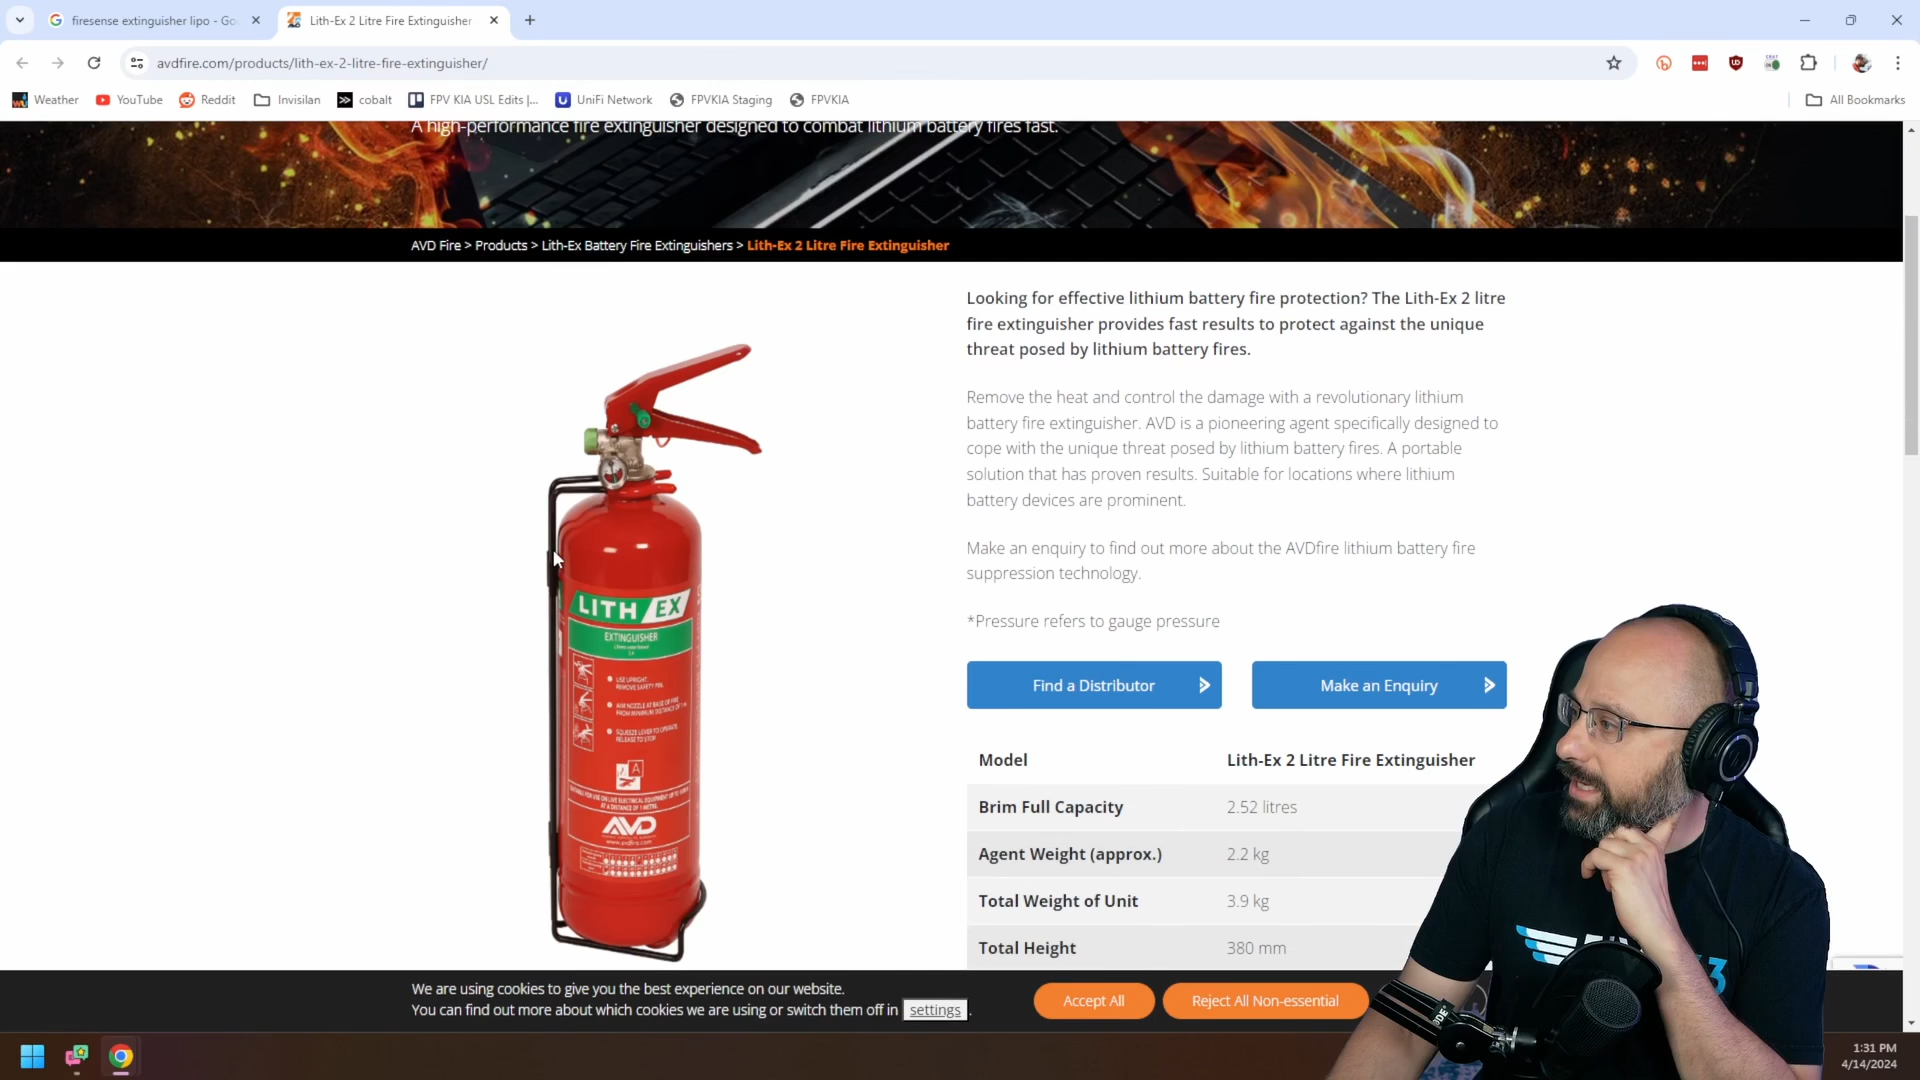 firesense extinguisher lipo - Go
Lith-Ex 2 Litre Fire Extinguisher
avdfire.com/products/lith-ex-2-litre-fire-extinguisher/
Weather
YouTube
Reddit
Invisilan
cobalt
FPV KIA USL Edits |...
UniFi Network
FPVKIA Staging
FPVKIA
All Bookmarks
A high-performance fire extinguisher designed to combat lithium battery fires fast.
AVD Fire > Products > Lith-Ex Battery Fire Extinguishers > Lith-Ex 2 Litre Fire Extinguisher
Looking for effective lithium battery fire protection? The Lith-Ex 2 litre
fire extinguisher provides fast results to protect against the unique
threat posed by lithium battery fires.
Remove the heat and control the damage with a revolutionary lithium
battery fire extinguisher. AVD is a pioneering agent specifically designed to
cope with the unique threat posed by lithium battery fires. A portable
solution that has proven results. Suitable for locations where lithium
battery devices are prominent.
Make an enquiry to find out more about the AVDfire lithium battery fire
suppression technology.
*Pressure refers to gauge pressure
Find a Distributor
Make an Enquiry
Model Lith-Ex 2 Litre Fire Extinguisher
Brim Full Capacity 2.52 litres
Agent Weight (approx.) 2.2 kg
Total Weight of Unit 3.9 kg
Total Height 380 mm
LITH EX
EXTINGUISHER
USE UPRIGHT.
REMOVE SAFETY PIN.
AIM NOZZLE AT BASE OF FIRE
FROM MINIMUM DISTANCE OF 1 M
SQUEEZE LEVER TO OPERATE
RELEASE TO STOP
A
AT A DISTANCE OF 1 METRE.
AVD
www.avdfire.com
We are using cookies to give you the best experience on our website.
You can find out more about which cookies we are using or switch them off in settings.
Accept All
Reject All Non-essential
RODE
3
1:31 PM
4/14/2024